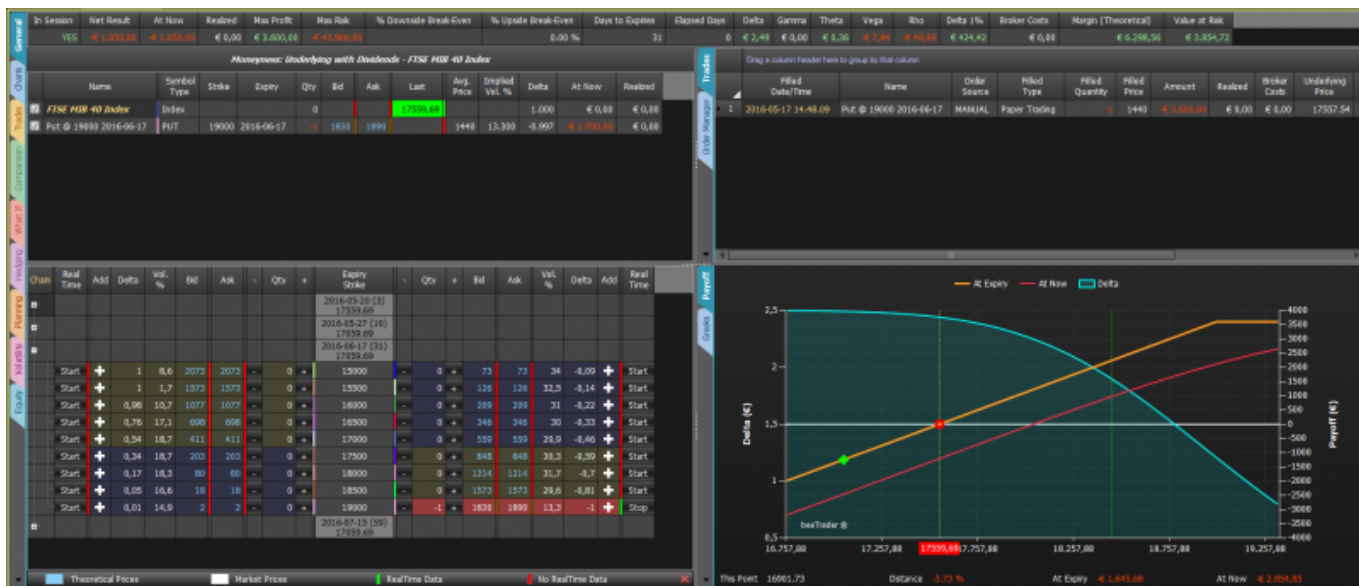 General
In Session Net Result At Now Realized Max Profit Max Risk % Downside Break-Even % Upside Break-Even Days to Expires Elapsed Days Delta Gamma Theta Vega Rho Delta 1% Broker Costs Margin [Theoretical] Value at Risk
YES € 0,00 € 3.600,00 0.00 % 31 0 € 2,49 € 0,00 € 0,36 € 424,42 € 0,00 € 6.298,56 € 3.854,72
Charts
Trades
Comparison
What If
Hedging
Planning
Volatility
Equity
Moneyness: Underlying with Dividends - FTSE MIB 40 Index
Name Symbol Type Strike Expiry Qty Bid Ask Last Avg. Price Implied Vol. % Delta At Now Realized
FTSE MIB 40 Index Index 0 17559,69 1.000 € 0,00 € 0,00
Put @ 19000 2016-06-17 PUT 19000 2016-06-17 -1 1830 1890 1440 13.300 -0.997 -€ 1.050,00 € 0,00
Trades
Order Manager
Drag a column header here to group by that column
Filled Date/Time Name Order Source Filled Type Filled Quantity Filled Price Amount Realized Broker Costs Underlying Price
1 2016-05-17 14.48.09 Put @ 19000 2016-06-17 MANUAL Paper Trading -1 1440 € 0,00 € 0,00 17557.54
Chain Real Time Add Delta Vol. % Bid Ask - Qty + Expiry Strike - Qty + Bid Ask Vol. % Delta Add Real Time
2016-05-20 (3)
17559.69
2016-05-27 (10)
2016-06-17 (31)
Start 1 8,6 2073 2073 - 0 + 15000 - 0 + 73 73 34 -0,09 Start
Start 1 1,7 1573 1573 - 0 + 15500 - 0 + 126 126 32,5 -0,14 Start
Start 0,98 10,7 1077 1077 - 0 + 16000 - 0 + 31 -0,22 Start
Start 0,76 17,1 698 698 - 0 + 16500 - 0 + 346 346 30 -0,33 Start
Start 0,54 18,7 411 411 - 0 + 17000 - 0 + 559 559 29,9 -0,46 Start
Start 0,34 18,7 203 203 - 0 + 17500 - 0 + 848 848 30,3 -0,59 Start
Start 0,17 18,3 80 80 - 0 + 18000 - 0 + 1214 1214 31,7 -0,7 Start
Start 0,05 16,6 18 18 - 0 + 18500 - 0 + 1573 1573 29,6 -0,81 Start
Start 0,01 14,9 2 2 - 0 + 19000 - -1 + 1830 1890 13,3 -1 Stop
2016-07-15 (59)
Theoretical Prices Market Prices RealTime Data No RealTime Data
Payoff
Greeks
At Expiry At Now Delta
2,5
2
1,5
1
0,5
Delta (€)
4000
3500
3000
2500
2000
1500
1000
500
0
-500
-1000
-1500
-2000
-2500
-3000
-3500
-4000
Payoff (€)
beeTrader ®
16.757,88 17.257,88 17559,69 17.757,88 18.257,88 18.757,88 19.257,88
This Point 16901.73 Distance -3.73 % At Expiry -€ 1.645,68 At Now -€ 2.854,85